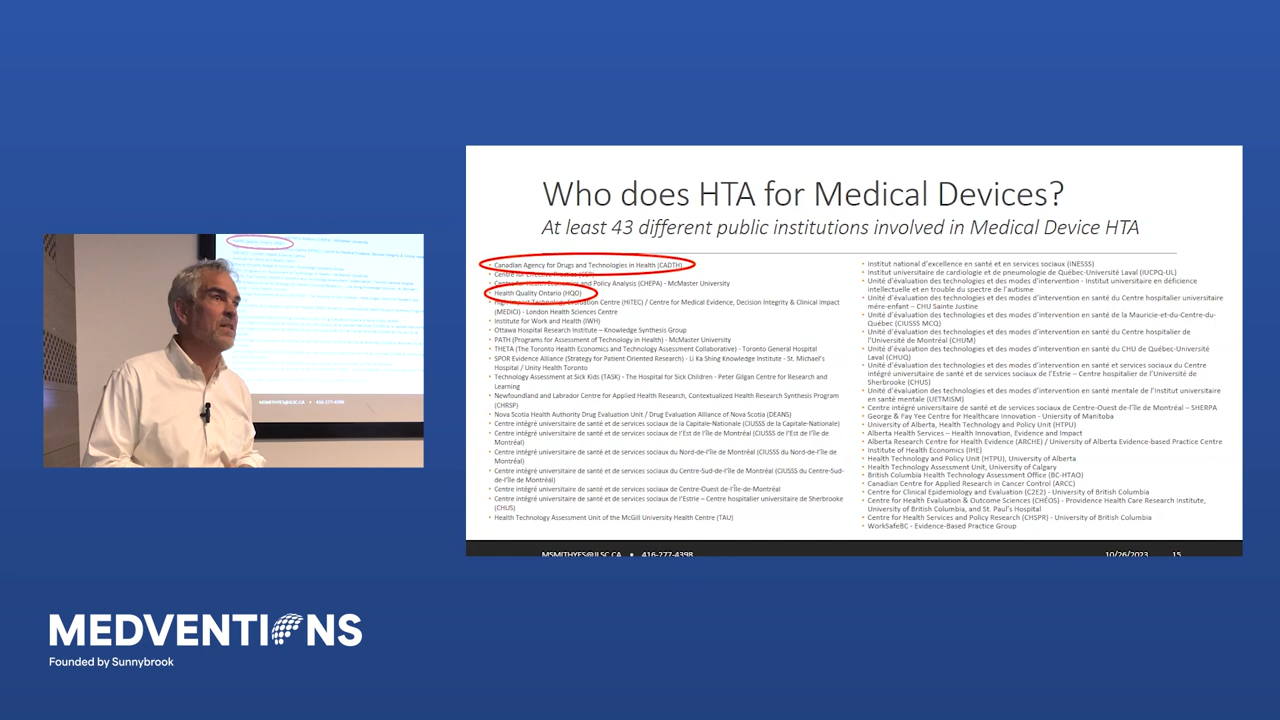 Who does HTA for Medical Devices?
At least 43 different public institutions involved in Medical Device HTA
• Canadian Agency for Drugs and Technologies in Health (CADTH)
• Centre for Effective Practice (CEP)
• Centre for Health Economics and Policy Analysis (CHEPA) - McMaster University
• Health Quality Ontario (HQO)
• High Impact Technology Evaluation Centre (HiTEC) / Centre for Medical Evidence, Decision Integrity & Clinical Impact
(MEDICI) - London Health Sciences Centre
• Institute for Work and Health (IWH)
• Ottawa Hospital Research Institute – Knowledge Synthesis Group
• PATH (Programs for Assessment of Technology in Health) - McMaster University
• THETA (The Toronto Health Economics and Technology Assessment Collaborative) - Toronto General Hospital
• SPOR Evidence Alliance (Strategy for Patient Oriented Research) - Li Ka Shing Knowledge Institute - St. Michael's
Hospital / Unity Health Toronto
• Technology Assessment at Sick Kids (TASK) - The Hospital for Sick Children - Peter Gilgan Centre for Research and
Learning
• Newfoundland and Labrador Centre for Applied Health Research, Contextualized Health Research Synthesis Program
(CHRSP)
• Nova Scotia Health Authority Drug Evaluation Unit / Drug Evaluation Alliance of Nova Scotia (DEANS)
• Centre intégré universitaire de santé et de services sociaux de la Capitale-Nationale (CIUSSS de la Capitale-Nationale)
• Centre intégré universitaire de santé et de services sociaux de l'Est de-l'Île de Montréal (CIUSSS de l'Est de l'Île de
Montréal)
• Centre intégré universitaire de santé et de services sociaux du Nord-de-l'Île de Montréal (CIUSSS du Nord-de-l'Île de
Montréal)
• Centre intégré universitaire de santé et de services sociaux du Centre-Sud-de-l'Île de Montréal (CIUSSS du Centre-Sud-
de-l'Île de Montréal)
• Centre intégré universitaire de santé et de services sociaux de Centre-Ouest de-l'Île-de-Montréal
• Centre intégré universitaire de santé et de services sociaux de l'Estrie – Centre hospitalier universitaire de Sherbrooke
(CHUS)
• Health Technology Assessment Unit of the McGill University Health Centre (TAU)
• Institut national d'excellence en santé et en services sociaux (INESSS)
• Institut universitaire de cardiologie et de pneumologie de Québec-Université Laval (IUCPQ-UL)
• Unité d'évaluation des technologies et des modes d'intervention - Institut universitaire en déficience
intellectuelle et en trouble du spectre de l'autisme
• Unité d'évaluation des technologies et des modes d'intervention en santé du Centre hospitalier universitaire
mère-enfant – CHU Sainte Justine
• Unité d'évaluation des technologies et des modes d'intervention en santé de la Mauricie-et-du-Centre-du-
Québec (CIUSSS MCQ)
• Unité d'évaluation des technologies et des modes d'intervention en santé du Centre hospitalier de
l'Université de Montréal (CHUM)
• Unité d'évaluation des technologies et des modes d'intervention en santé du CHU de Québec-Université
Laval (CHUQ)
• Unité d'évaluation des technologies et des modes d'intervention en santé et services sociaux du Centre
intégré universitaire de santé et de services sociaux de l'Estrie – Centre hospitalier de l'Université de
Sherbrooke (CHUS)
• Unité d'évaluation des technologies et des modes d'intervention en santé mentale de l'Institut universitaire
en santé mentale (UETMISM)
• Centre intégré universitaire de santé et de services sociaux de Centre-Ouest de-l'Île de Montréal – SHERPA
• George & Fay Yee Centre for Healthcare Innovation - Uniersity of Manitoba
• University of Alberta, Health Technology and Policy Unit (HTPU)
• Alberta Health Services – Health Innovation, Evidence and Impact
• Alberta Research Centre for Health Evidence (ARCHE) / University of Alberta Evidence-based Practice Centre
• Institute of Health Economics (IHE)
• Health Technology and Policy Unit (HTPU), University of Alberta
• Health Technology Assessment Unit, University of Calgary
• British Columbia Health Technology Assessment Office (BC-HTAO)
• Canadian Centre for Applied Research in Cancer Control (ARCC)
• Centre for Clinical Epidemiology and Evaluation (C2E2) - University of British Columbia
• Centre for Health Evaluation & Outcome Sciences (CHÉOS) - Providence Health Care Research Institute,
University of British Columbia, and St. Paul's Hospital
• Centre for Health Services and Policy Research (CHSPR) - University of British Columbia
• WorkSafeBC - Evidence-Based Practice Group
MSMITHYES@JLSC.CA • 416-277-4398
10/26/2023 15
MSMITHYES@JLSC.CA • 416-277-4398
MEDVENTIONS
Founded by Sunnybrook